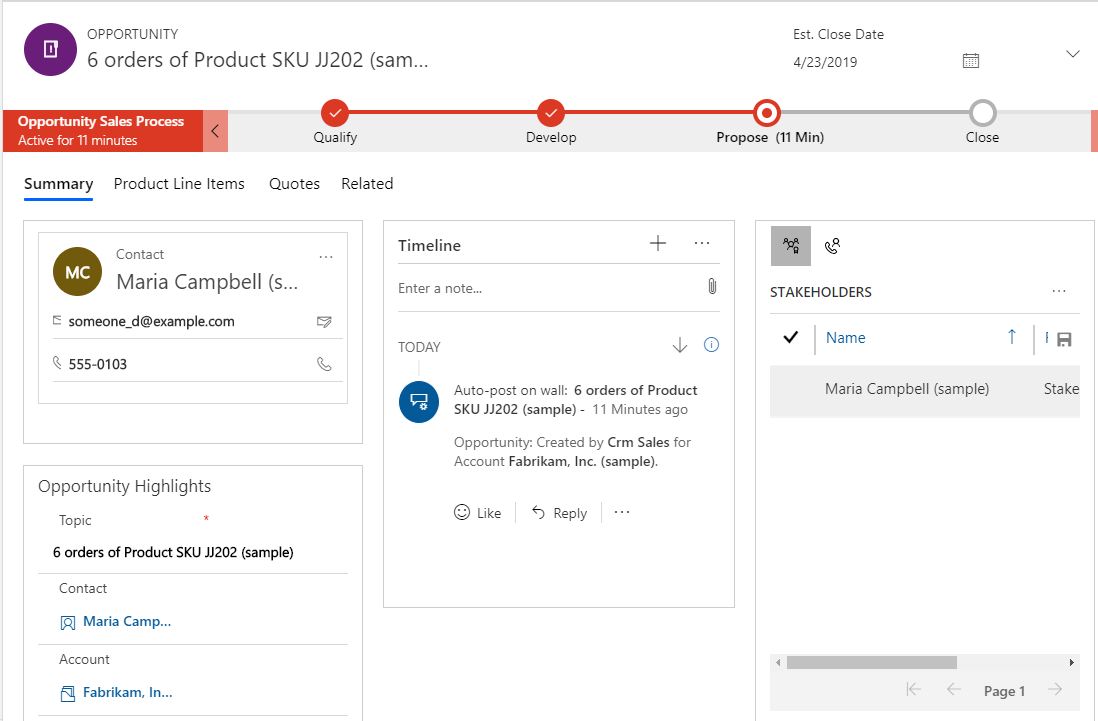 OPPORTUNITY
6 orders of Product SKU JJ202 (sam...
Est. Close Date
4/23/2019
Opportunity Sales Process
Active for 11 minutes
Qualify
Develop
Propose (11 Min)
Close
Summary
Product Line Items
Quotes
Related
MC
Contact
Maria Campbell (s...
someone_d@example.com
555-0103
Opportunity Highlights
Topic *
6 orders of Product SKU JJ202 (sample)
Contact
Maria Camp...
Account
Fabrikam, In...
Timeline
Enter a note...
TODAY
Auto-post on wall: 6 orders of Product
SKU JJ202 (sample) - 11 Minutes ago
Opportunity: Created by Crm Sales for
Account Fabrikam, Inc. (sample).
Like
Reply
STAKEHOLDERS
Name
Maria Campbell (sample)
Stake
Page 1